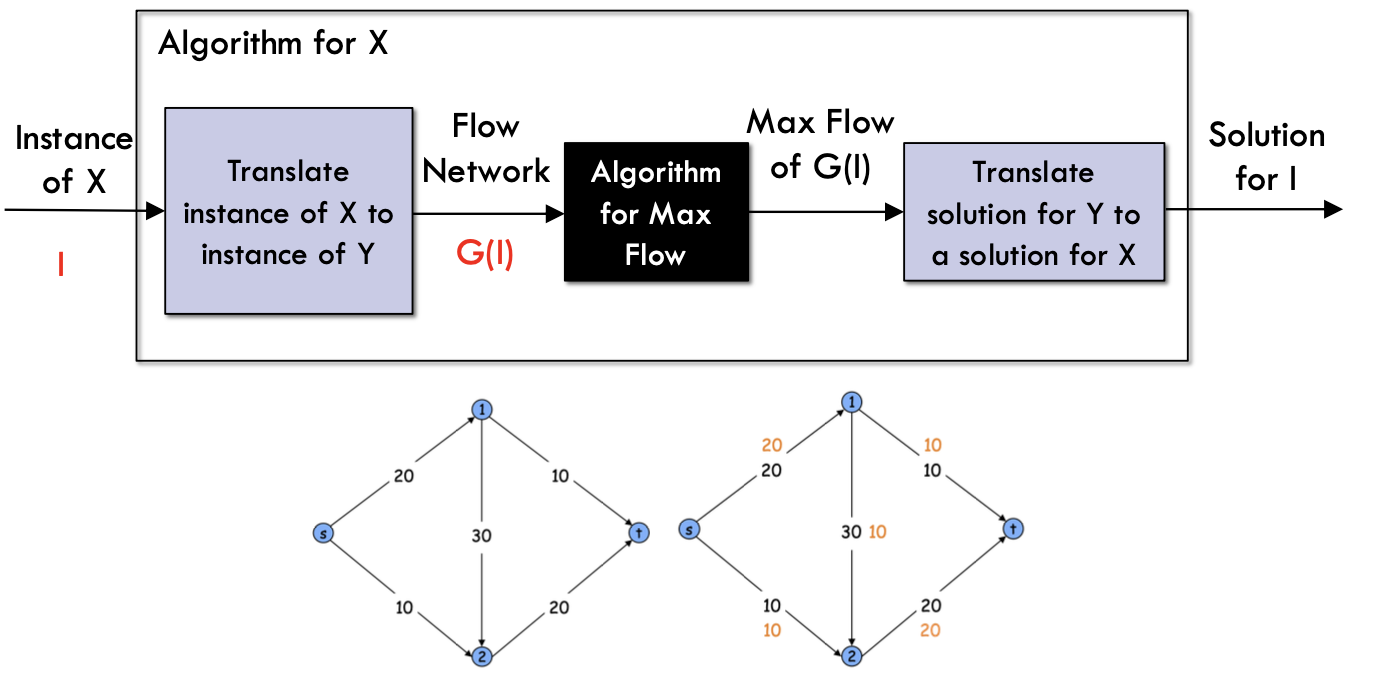 Algorithm for X
Instance
of X
I
Translate
instance of X to
instance of Y
Flow
Network
G(I)
Algorithm
for Max
Flow
Max Flow
of G(I)
Translate
solution for Y to
a solution for X
Solution
for I
1
20
10
s
30
t
10
20
2
1
20
10
20
10
s
30 10
t
10
20
10
20
2